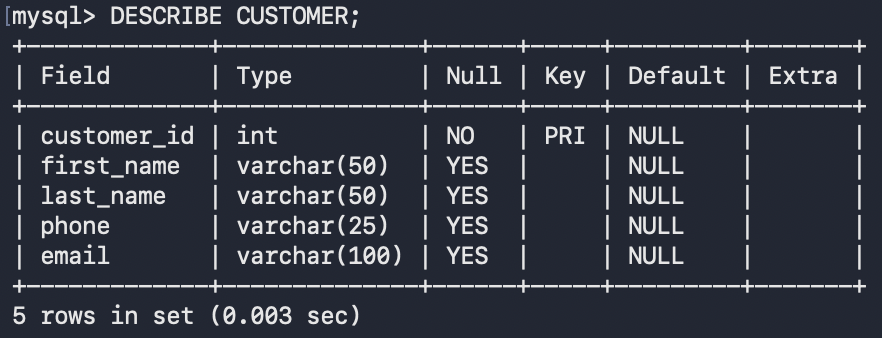 [mysql> DESCRIBE CUSTOMER;
+-------------+--------------+------+-----+---------+-------+
| Field       | Type         | Null | Key | Default | Extra |
+-------------+--------------+------+-----+---------+-------+
| customer_id | int          | NO   | PRI | NULL    |       |
| first_name  | varchar(50)  | YES  |     | NULL    |       |
| last_name   | varchar(50)  | YES  |     | NULL    |       |
| phone       | varchar(25)  | YES  |     | NULL    |       |
| email       | varchar(100) | YES  |     | NULL    |       |
+-------------+--------------+------+-----+---------+-------+
5 rows in set (0.003 sec)